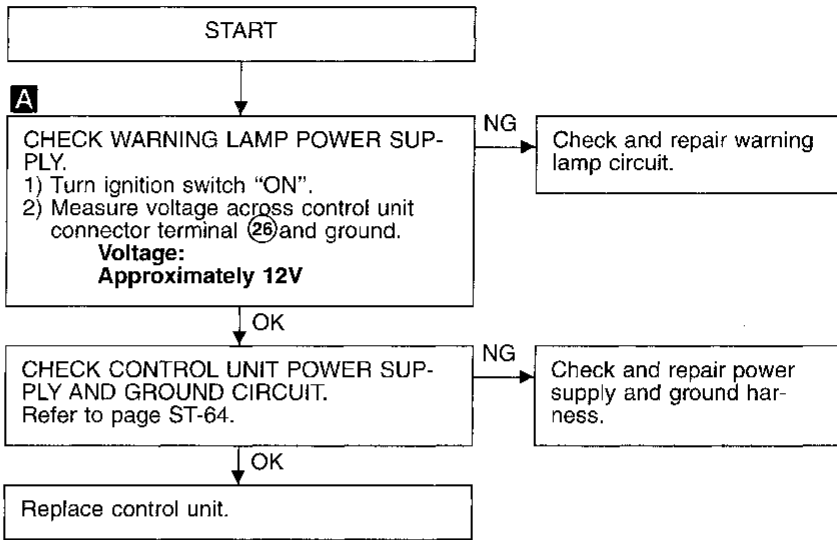 START
A
CHECK WARNING LAMP POWER SUP-
PLY.
1) Turn ignition switch “ON”.
2) Measure voltage across control unit
connector terminal 26 and ground.
Voltage:
Approximately 12V
NG
Check and repair warning
lamp circuit.
OK
CHECK CONTROL UNIT POWER SUP-
PLY AND GROUND CIRCUIT.
Refer to page ST-64.
NG
Check and repair power
supply and ground har-
ness.
OK
Replace control unit.